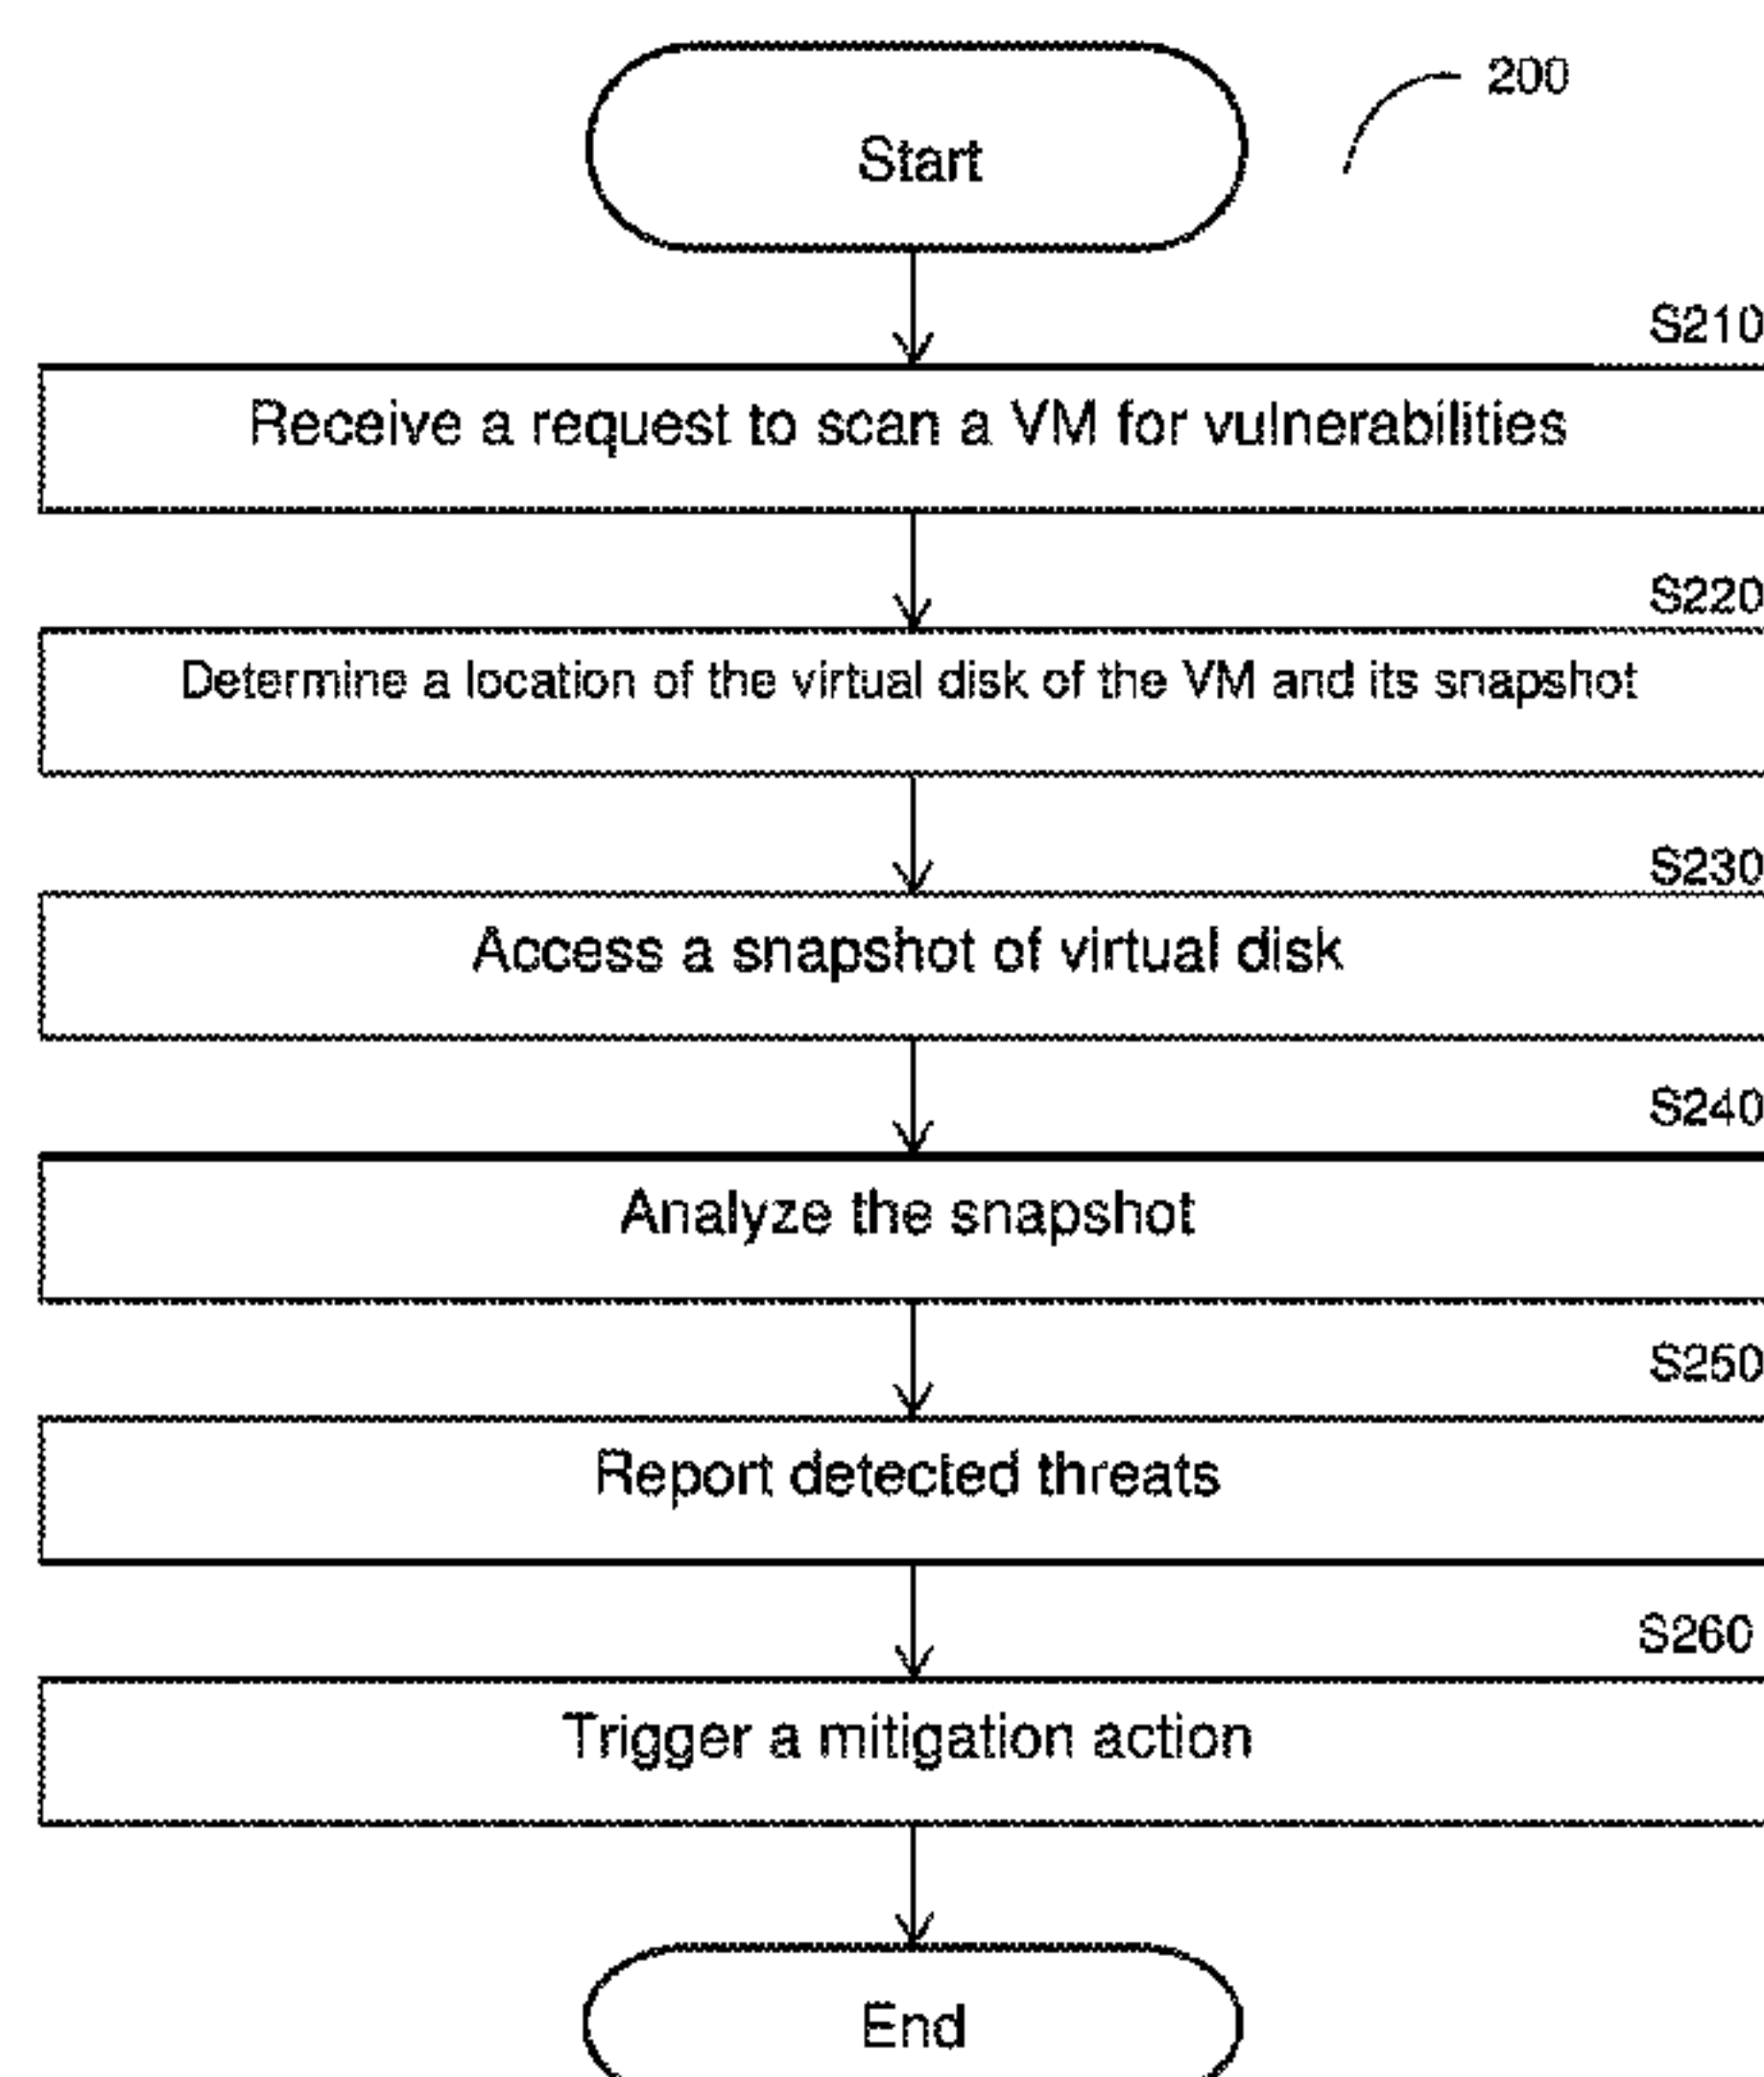 200
Start
S210
Receive a request to scan a VM for vulnerabilities
S220
Determine a location of the virtual disk of the VM and its snapshot
S230
Access a snapshot of virtual disk
S240
Analyze the snapshot
S250
Report detected threats
S260
Trigger a mitigation action
End